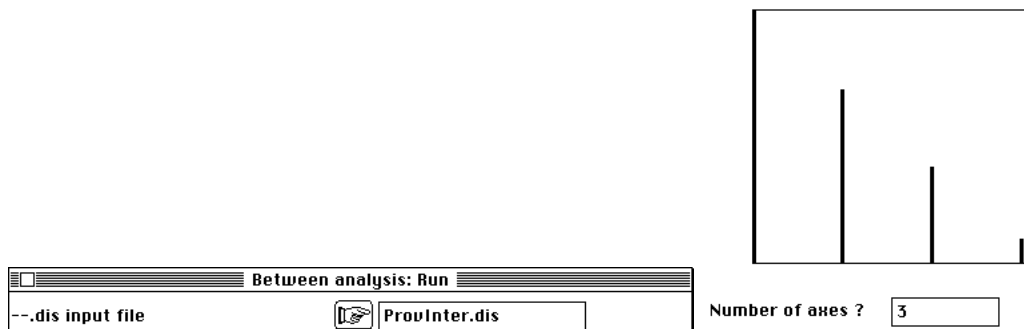 Between analysis: Run
--.dis input file
ProvInter.dis
Number of axes ?
3